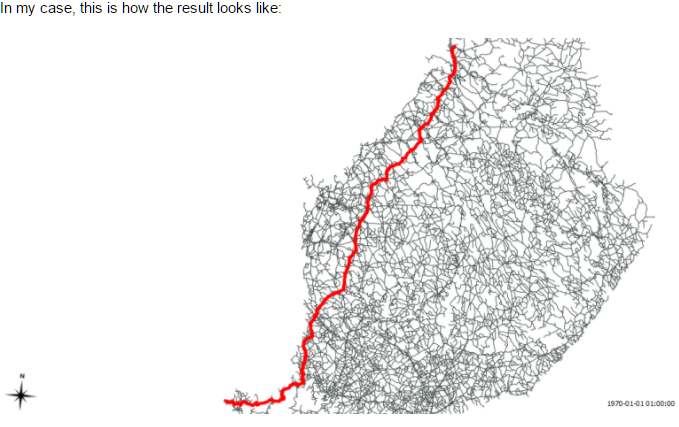 In my case, this is how the result looks like:
N
1970-01-01 01:00:00